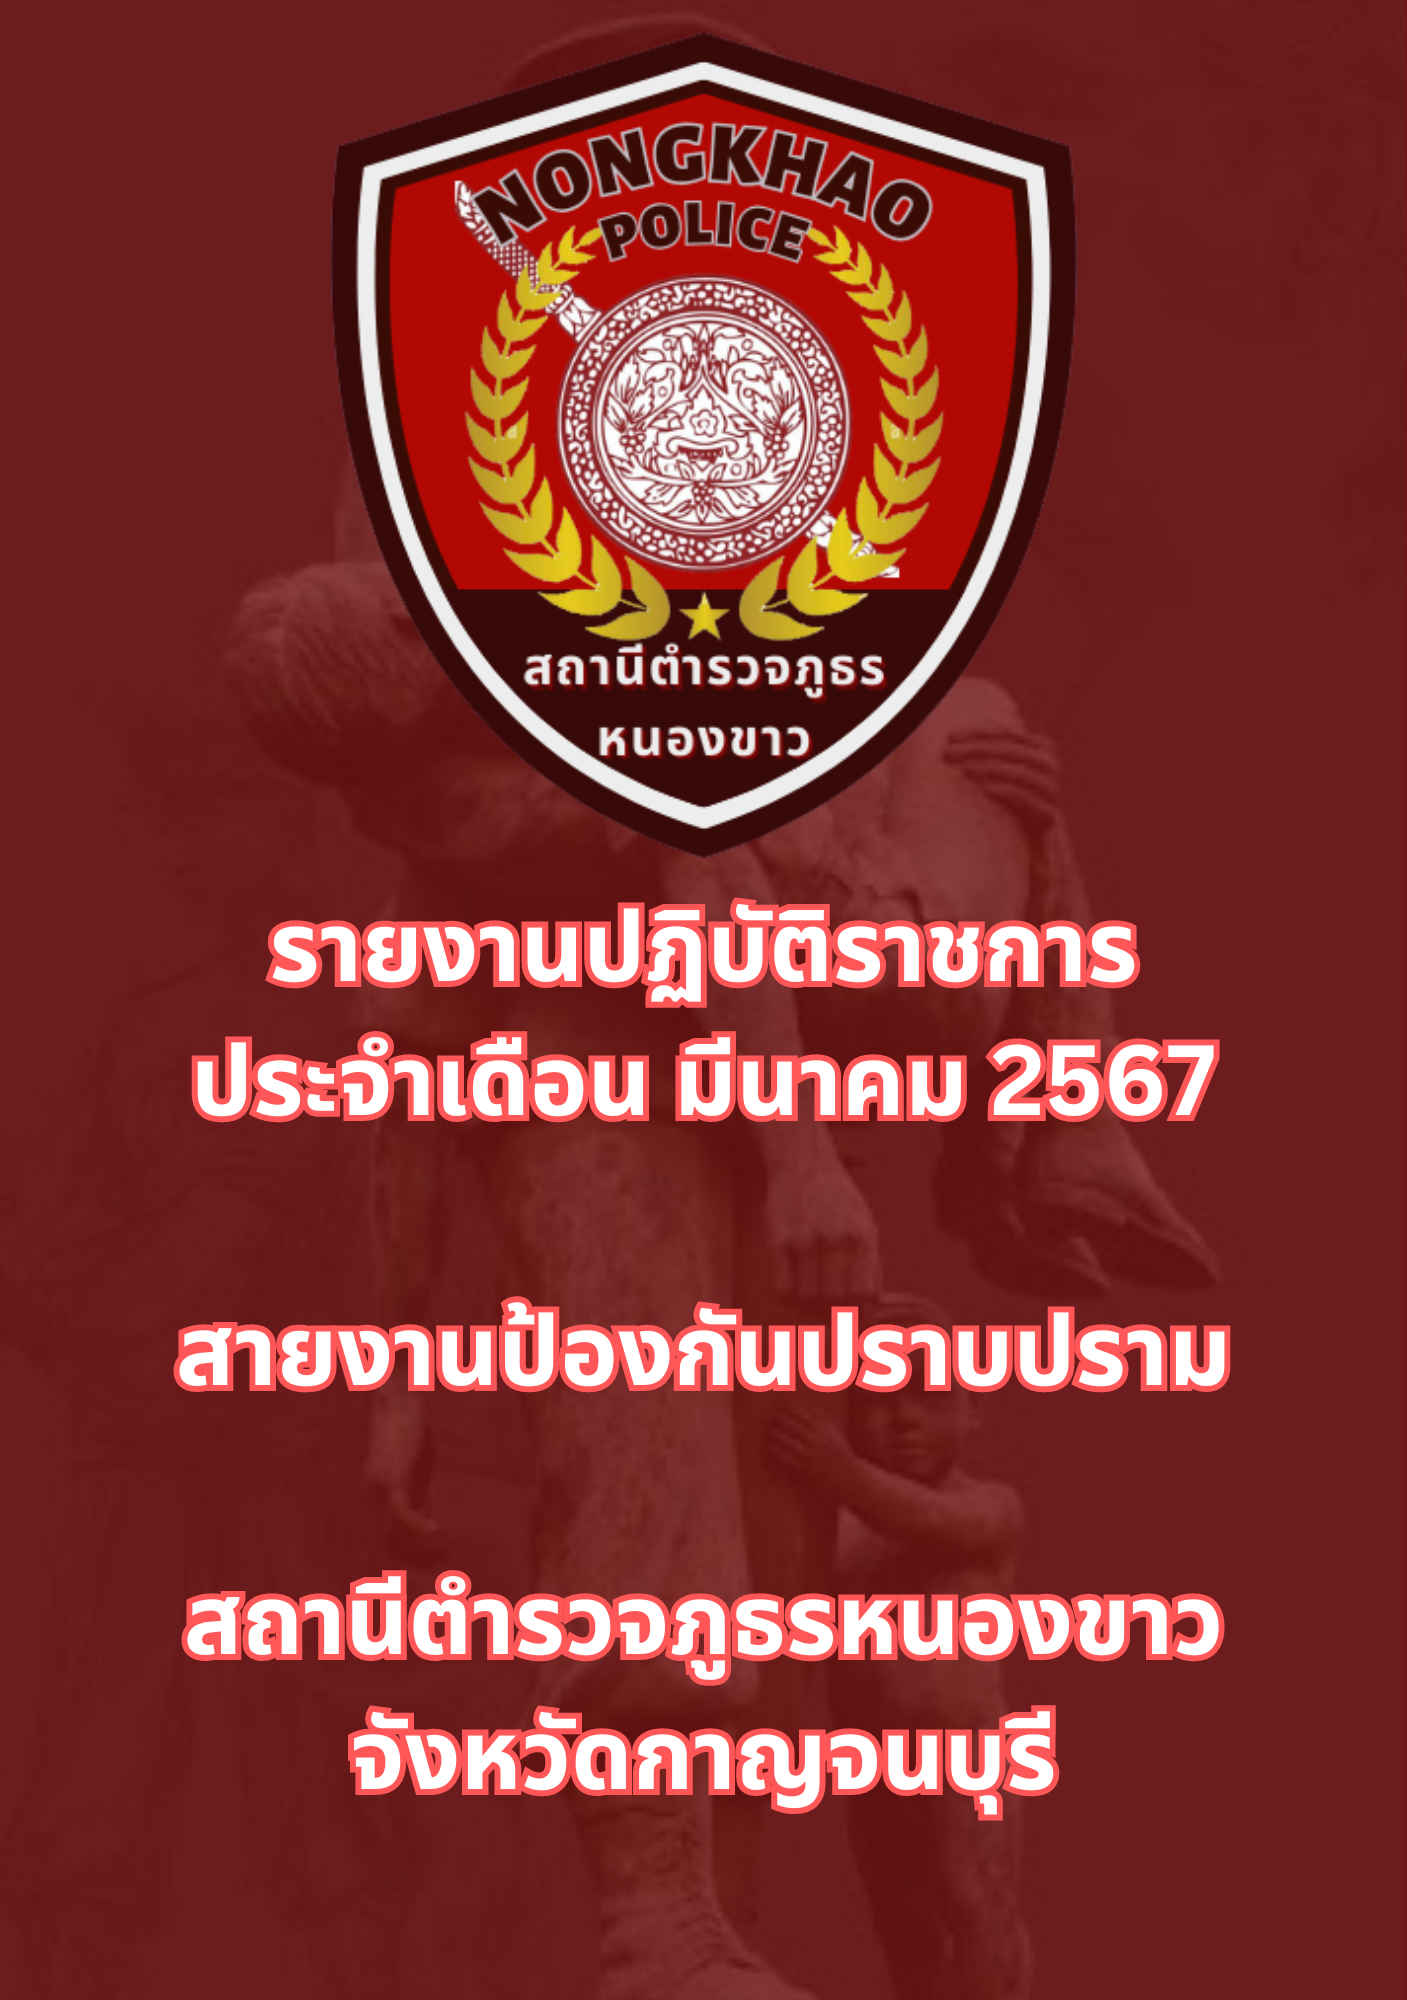 NONGKHAO
POLICE
สถานีตำรวจภูธร
หนองขาว
รายงานปฏิบัติราชการ
ประจำเดือน มีนาคม 2567
สายงานป้องกันปราบปราม
สถานีตำรวจภูธรหนองขาว
จังหวัดกาญจนบุรี